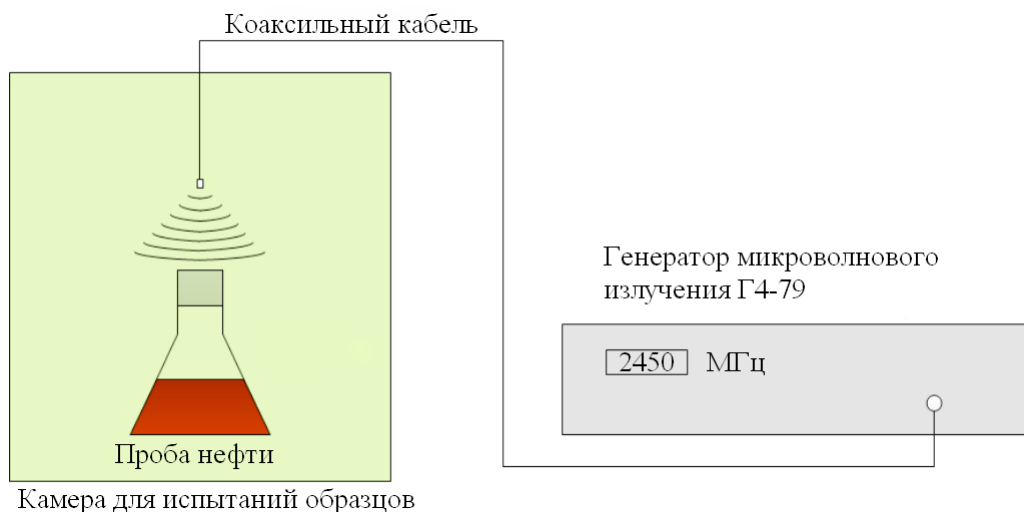 Коаксильный кабель
Генератор микроволнового
излучения Г4-79
2450 МГц
Проба нефти
Камера для испытаний образцов